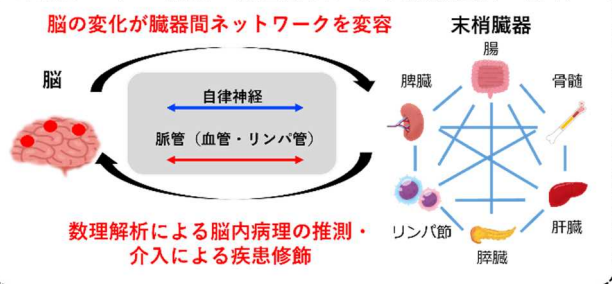 脳の変化が臓器間ネットワークを変容
末梢臓器
脳
自律神経
脈管（血管・リンパ管）
腸
脾臓
骨髄
リンパ節
肝臓
膵臓
数理解析による脳内病理の推測・
介入による疾患修飾